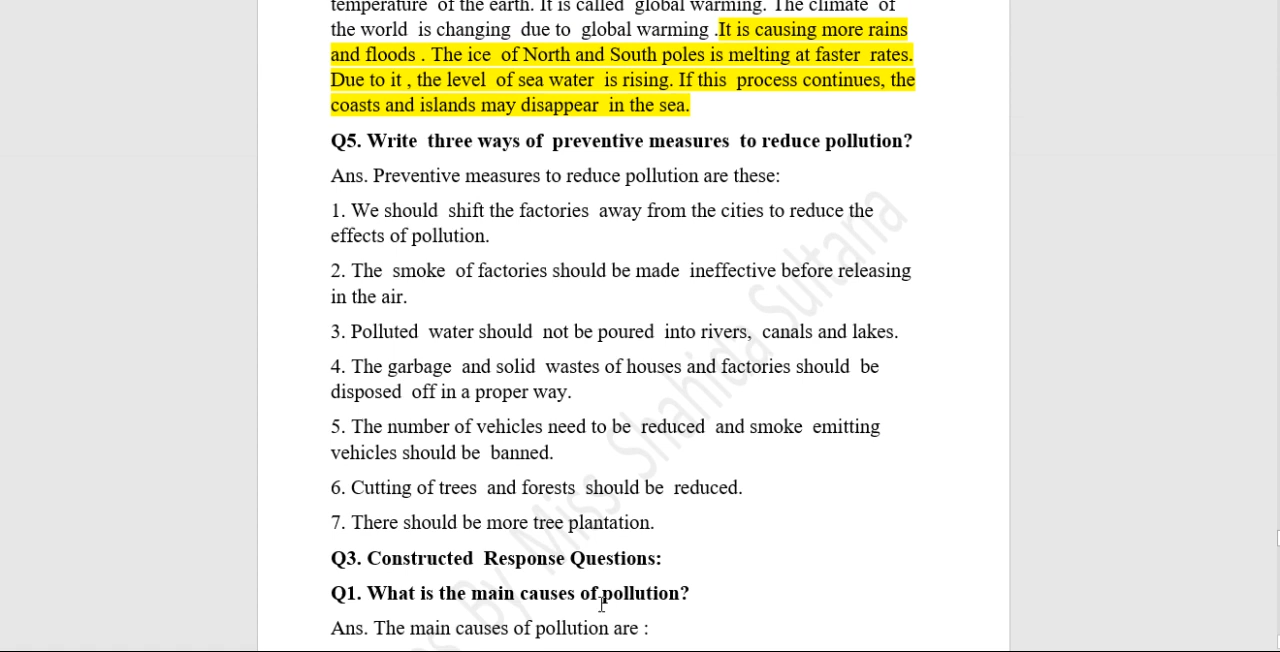 temperature of the earth. It is called global warming. The climate of
the world is changing due to global warming .It is causing more rains
and floods . The ice of North and South poles is melting at faster rates.
Due to it , the level of sea water is rising. If this process continues, the
coasts and islands may disappear in the sea.
Q5. Write three ways of preventive measures to reduce pollution?
Ans. Preventive measures to reduce pollution are these:
1. We should shift the factories away from the cities to reduce the
effects of pollution.
2. The smoke of factories should be made ineffective before releasing
in the air.
3. Polluted water should not be poured into rivers, canals and lakes.
4. The garbage and solid wastes of houses and factories should be
disposed off in a proper way.
5. The number of vehicles need to be reduced and smoke emitting
vehicles should be banned.
6. Cutting of trees and forests should be reduced.
7. There should be more tree plantation.
Q3. Constructed Response Questions:
Q1. What is the main causes of pollution?
Ans. The main causes of pollution are :
By Miss Shahida Sultana